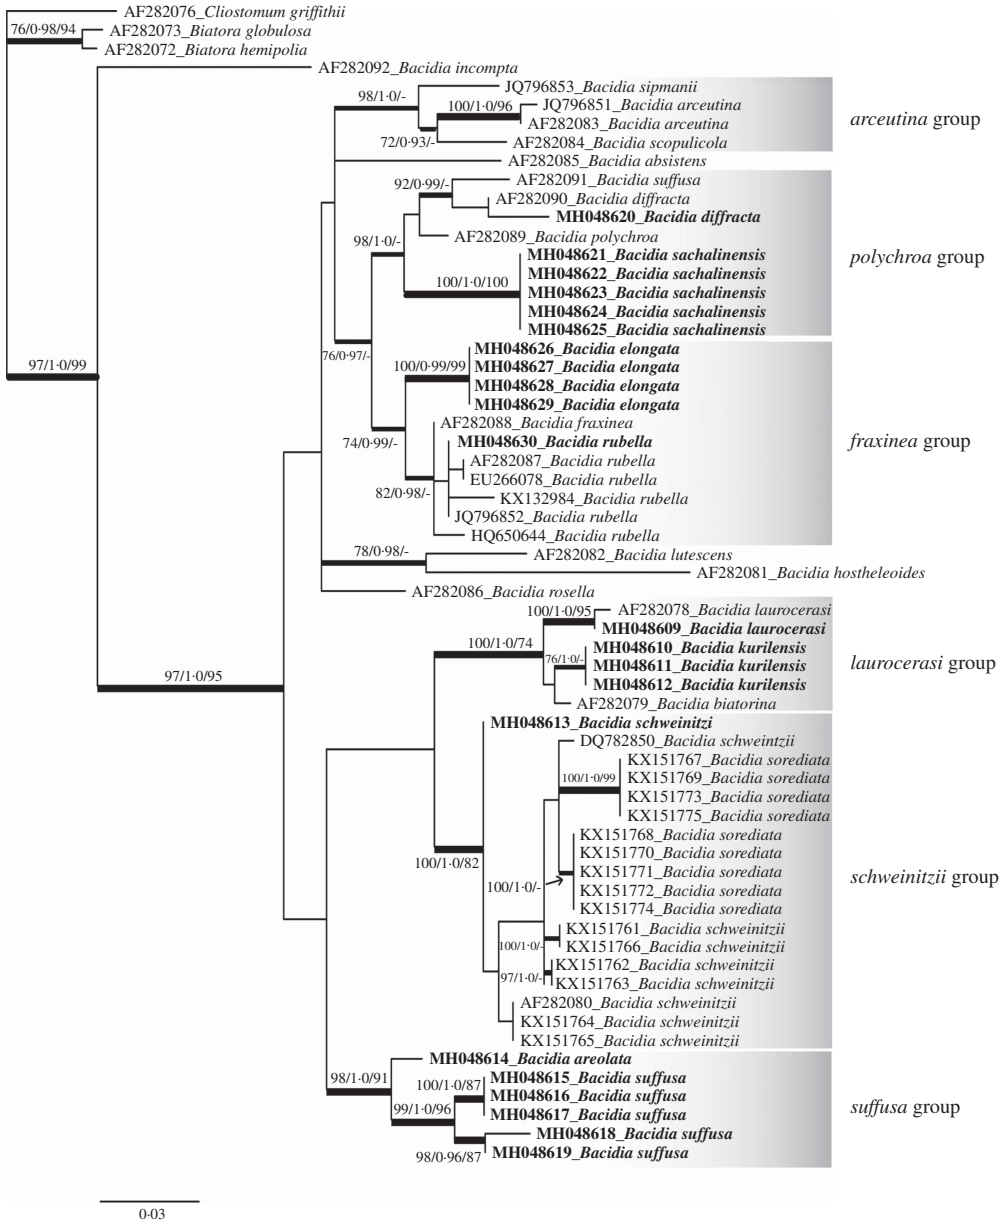 AF282076_Cliostomum griffithii
76/0·98/94
AF282073_Biatora globulosa
AF282072_Biatora hemipolia
AF282092_Bacidia incompta
JQ796853_Bacidia sipmanii
98/1·0/-
100/1·0/96
JQ796851_Bacidia arceutina
AF282083_Bacidia arceutina
arceutina group
72/0·93/-
AF282084_Bacidia scopulicola
AF282085_Bacidia absistens
92/0·99/-
AF282091_Bacidia suffusa
AF282090_Bacidia diffracta
MH048620_Bacidia diffracta
AF282089_Bacidia polychroa
98/1·0/-
MH048621_Bacidia sachalinensis
polychroa group
MH048622_Bacidia sachalinensis
100/1·0/100
MH048623_Bacidia sachalinensis
MH048624_Bacidia sachalinensis
MH048625_Bacidia sachalinensis
97/1·0/99
76/0·97/-
MH048626_Bacidia elongata
100/0·99/99
MH048627_Bacidia elongata
MH048628_Bacidia elongata
MH048629_Bacidia elongata
AF282088_Bacidia fraxinea
74/0·99/-
MH048630_Bacidia rubella
fraxinea group
AF282087_Bacidia rubella
EU266078_Bacidia rubella
82/0·98/-
KX132984_Bacidia rubella
JQ796852_Bacidia rubella
HQ650644_Bacidia rubella
78/0·98/-
AF282082_Bacidia lutescens
AF282081_Bacidia hostheleoides
AF282086_Bacidia rosella
100/1·0/95
AF282078_Bacidia laurocerasi
MH048609_Bacidia laurocerasi
100/1·0/74
MH048610_Bacidia kurilensis
76/1·0/-
MH048611_Bacidia kurilensis
laurocerasi group
97/1·0/95
MH048612_Bacidia kurilensis
AF282079_Bacidia biatorina
MH048613_Bacidia schweinitzi
DQ782850_Bacidia schweintzii
KX151767_Bacidia sorediata
100/1·0/99
KX151769_Bacidia sorediata
KX151773_Bacidia sorediata
KX151775_Bacidia sorediata
KX151768_Bacidia sorediata
KX151770_Bacidia sorediata
100/1·0/82
KX151771_Bacidia sorediata
schweinitzii group
100/1·0/-
KX151772_Bacidia sorediata
KX151774_Bacidia sorediata
KX151761_Bacidia schweinitzii
100/1·0/-
KX151766_Bacidia schweinitzii
KX151762_Bacidia schweinitzii
97/1·0/-
KX151763_Bacidia schweinitzii
AF282080_Bacidia schweinitzii
KX151764_Bacidia schweinitzii
KX151765_Bacidia schweinitzii
MH048614_Bacidia areolata
98/1·0/91
100/1·0/87
MH048615_Bacidia suffusa
MH048616_Bacidia suffusa
99/1·0/96
MH048617_Bacidia suffusa
suffusa group
MH048618_Bacidia suffusa
MH048619_Bacidia suffusa
98/0·96/87
0·03